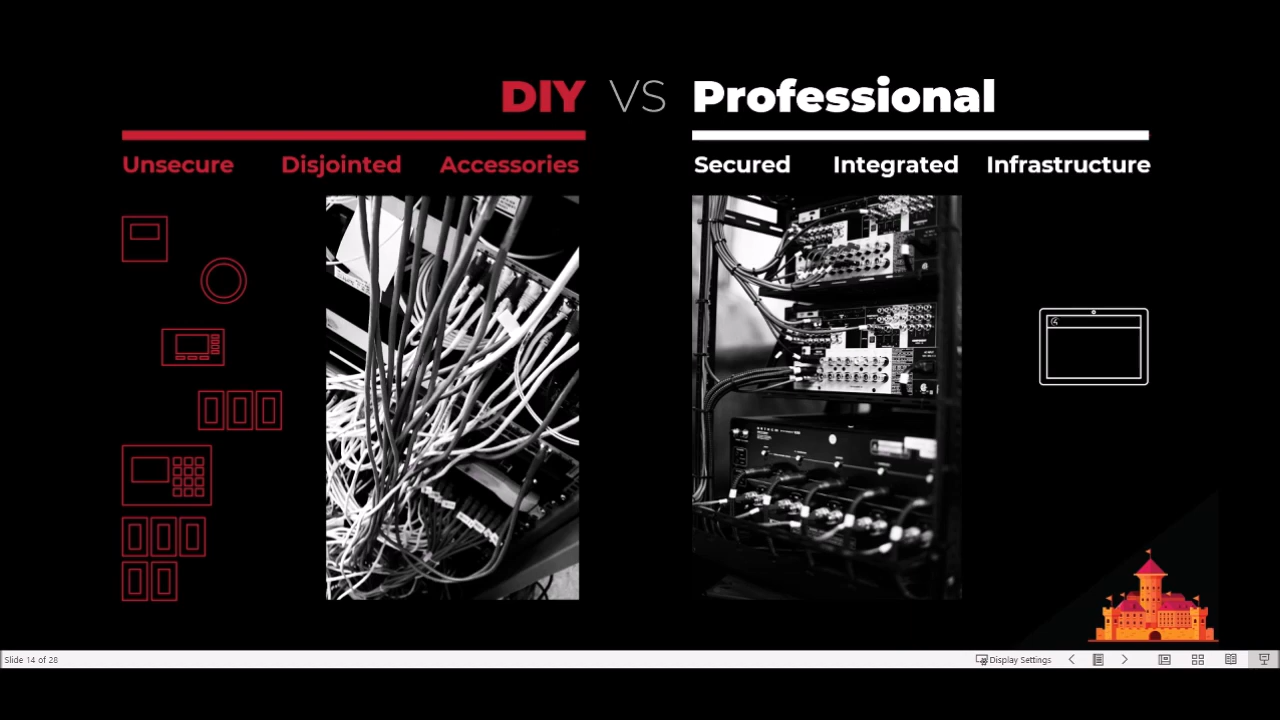 DIY VS Professional
Unsecure Disjointed Accessories Secured Integrated Infrastructure
Slide 14 of 28
Display Settings